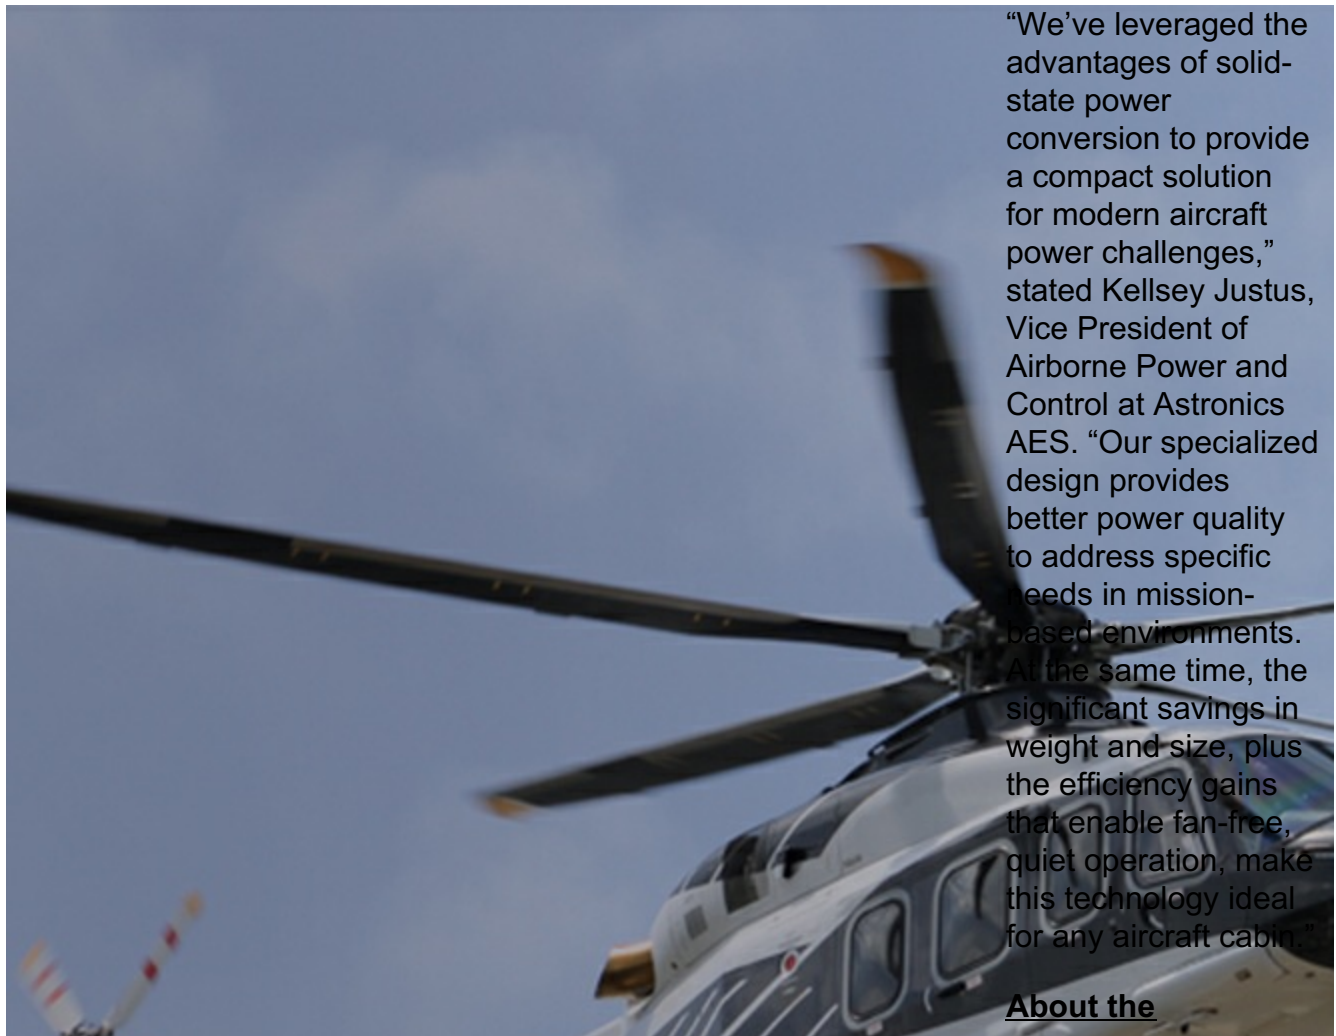 “We’ve leveraged the
advantages of solid-
state power
conversion to provide
a compact solution
for modern aircraft
power challenges,”
stated Kellsey Justus,
Vice President of
Airborne Power and
Control at Astronics
AES. “Our specialized
design provides
better power quality
to address specific
needs in mission-
based environments.
At the same time, the
significant savings in
weight and size, plus
the efficiency gains
that enable fan-free,
quiet operation, make
this technology ideal
for any aircraft cabin.”
About the